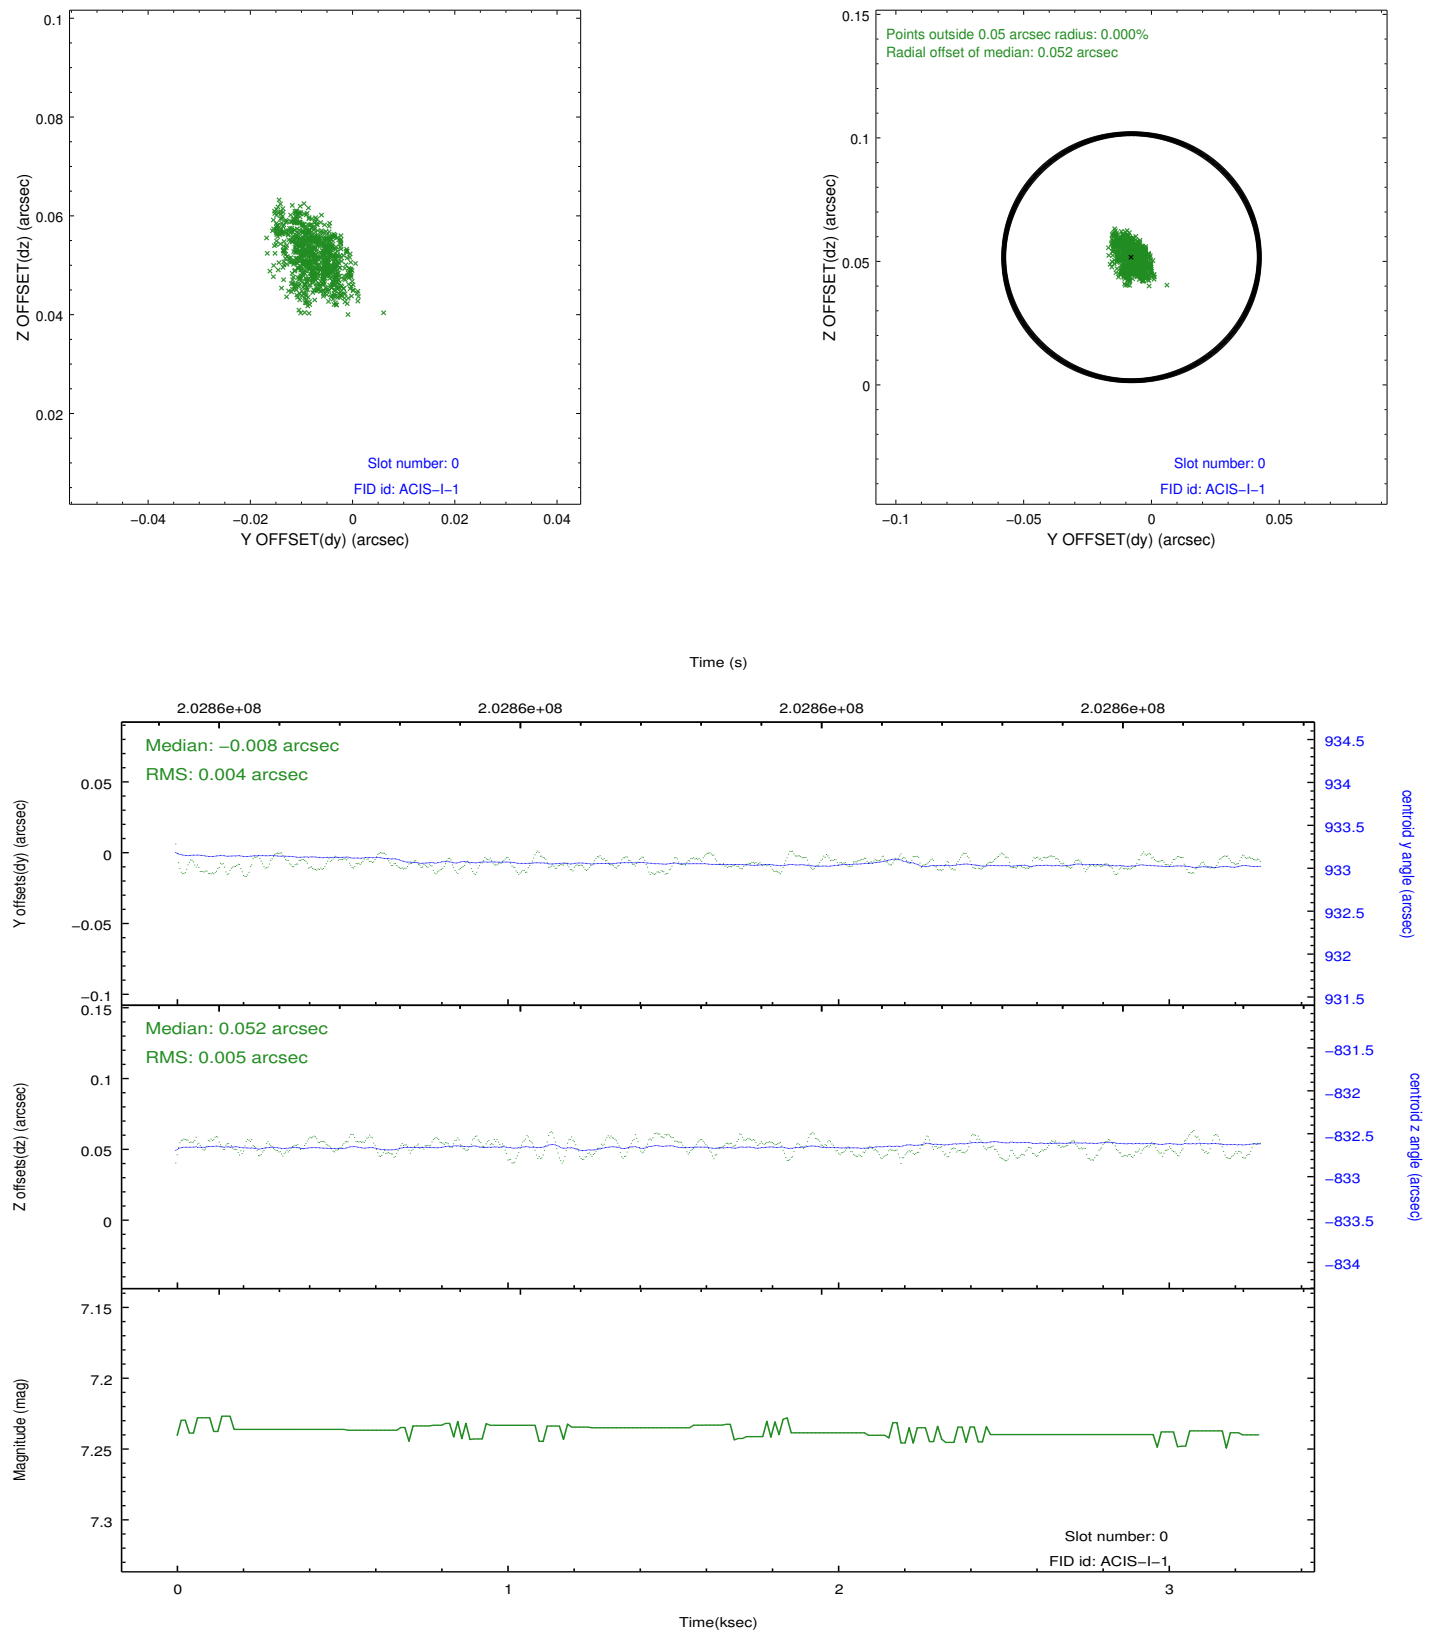 0.1
0.08
0.06
0.04
0.02
Z OFFSET(dz) (arcsec)
Slot number: 0
FID id: ACIS−I−1
−0.04
−0.02
0
0.02
0.04
Y OFFSET(dy) (arcsec)
0.15
0.1
0.05
0
Z OFFSET(dz) (arcsec)
Points outside 0.05 arcsec radius: 0.000%
Radial offset of median: 0.052 arcsec
Slot number: 0
FID id: ACIS−I−1
−0.1
−0.05
0
0.05
Y OFFSET(dy) (arcsec)
Time (s)
2.0286e+08
2.0286e+08
2.0286e+08
2.0286e+08
Median: −0.008 arcsec
RMS: 0.004 arcsec
0.05
0
−0.05
−0.1
Y offsets(dy) (arcsec)
934.5
934
933.5
933
932.5
932
931.5
centroid y angle (arcsec)
Median: 0.052 arcsec
RMS: 0.005 arcsec
0.15
0.1
0.05
0
Z offsets(dz) (arcsec)
−831.5
−832
−832.5
−833
−833.5
−834
centroid z angle (arcsec)
7.15
7.2
7.25
7.3
Magnitude (mag)
Slot number: 0
FID id: ACIS−I−1
0
1
2
3
Time(ksec)